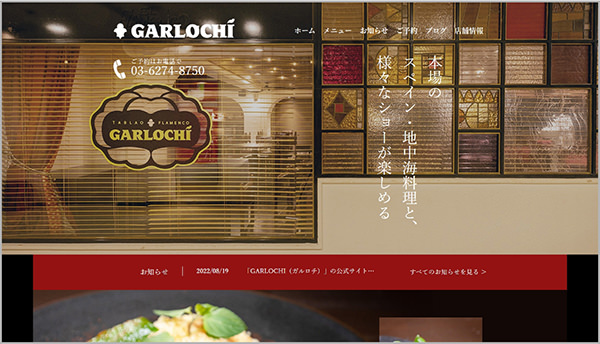 GARLOCHÍ
ホーム メニュー お知らせ ご予約 ブログ 店舗情報
ご予約はお電話で
03-6274-8750
TABLAO FLAMENCO
GARLOCHÍ
本場の
スペイン・地中海料理と、
様々なショーが楽しめる
お知らせ
2022/08/19
「GARLOCHI（ガルロチ）」の公式サイト…
すべてのお知らせを見る >